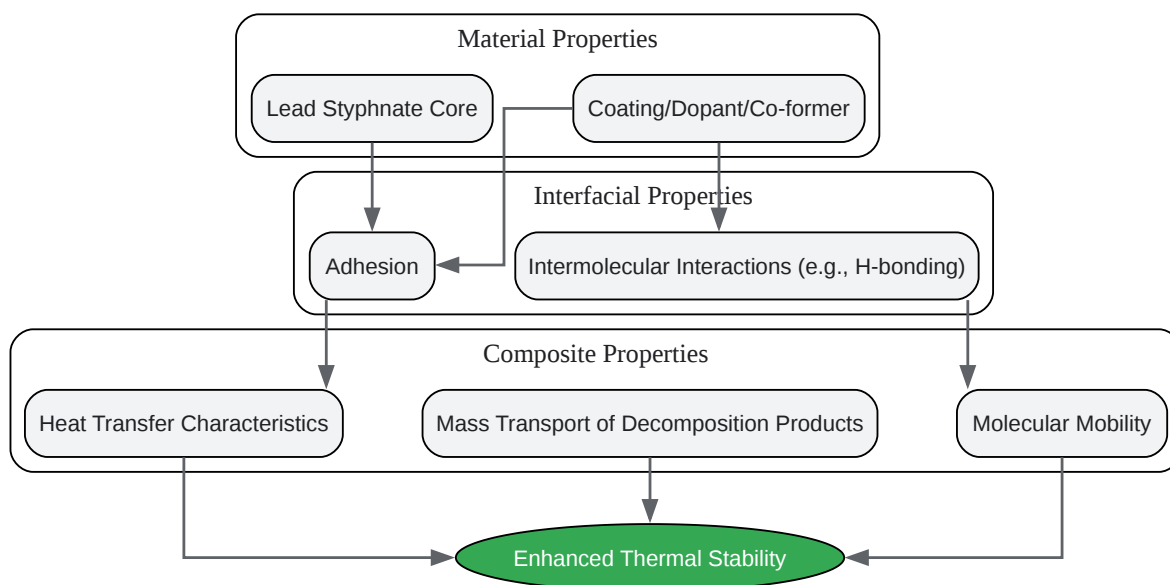 Material Properties
Lead Styphnate Core
Coating/Dopant/Co-former
Interfacial Properties
Adhesion
Intermolecular Interactions (e.g., H-bonding)
Composite Properties
Heat Transfer Characteristics
Mass Transport of Decomposition Products
Molecular Mobility
Enhanced Thermal Stability